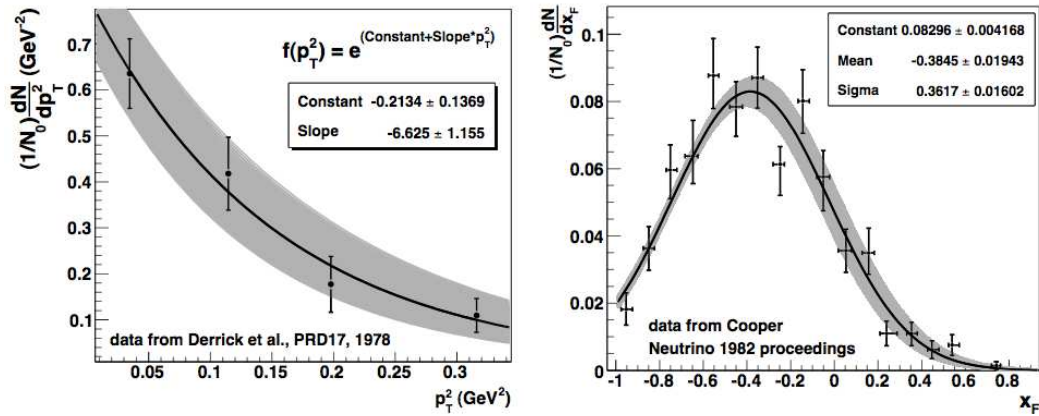 (1/N₀) dN/dp²_T (GeV⁻²)
0.7
0.6
0.5
0.4
0.3
0.2
0.1
f(p²_T) = e^(Constant+Slope*p²_T)
Constant -0.2134 ± 0.1369
Slope -6.625 ± 1.155
data from Derrick et al., PRD17, 1978
0.05 0.1 0.15 0.2 0.25 0.3
p²_T (GeV²)
(1/N₀) dN/dx_F
0.1
0.08
0.06
0.04
0.02
0
Constant 0.08296 ± 0.004168
Mean -0.3845 ± 0.01943
Sigma 0.3617 ± 0.01602
data from Cooper
Neutrino 1982 proceedings
-1 -0.8 -0.6 -0.4 -0.2 0 0.2 0.4 0.6 0.8
x_F